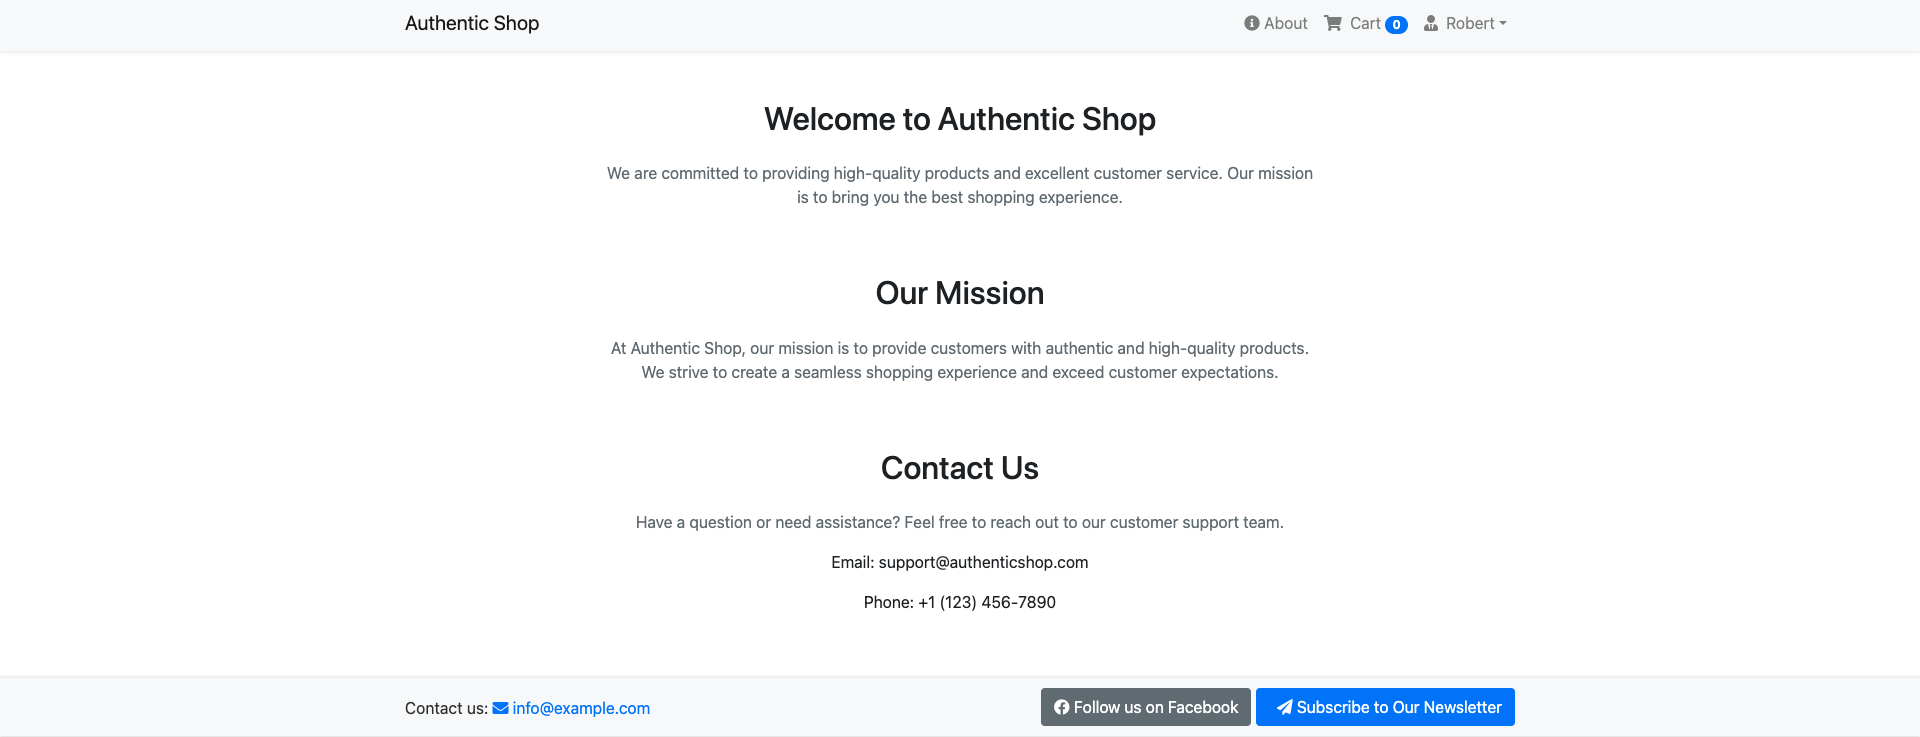 Authentic Shop
About
Cart 0
Robert
Welcome to Authentic Shop
We are committed to providing high-quality products and excellent customer service. Our mission
is to bring you the best shopping experience.
Our Mission
At Authentic Shop, our mission is to provide customers with authentic and high-quality products.
We strive to create a seamless shopping experience and exceed customer expectations.
Contact Us
Have a question or need assistance? Feel free to reach out to our customer support team.
Email: support@authenticshop.com
Phone: +1 (123) 456-7890
Contact us: info@example.com
Follow us on Facebook
Subscribe to Our Newsletter